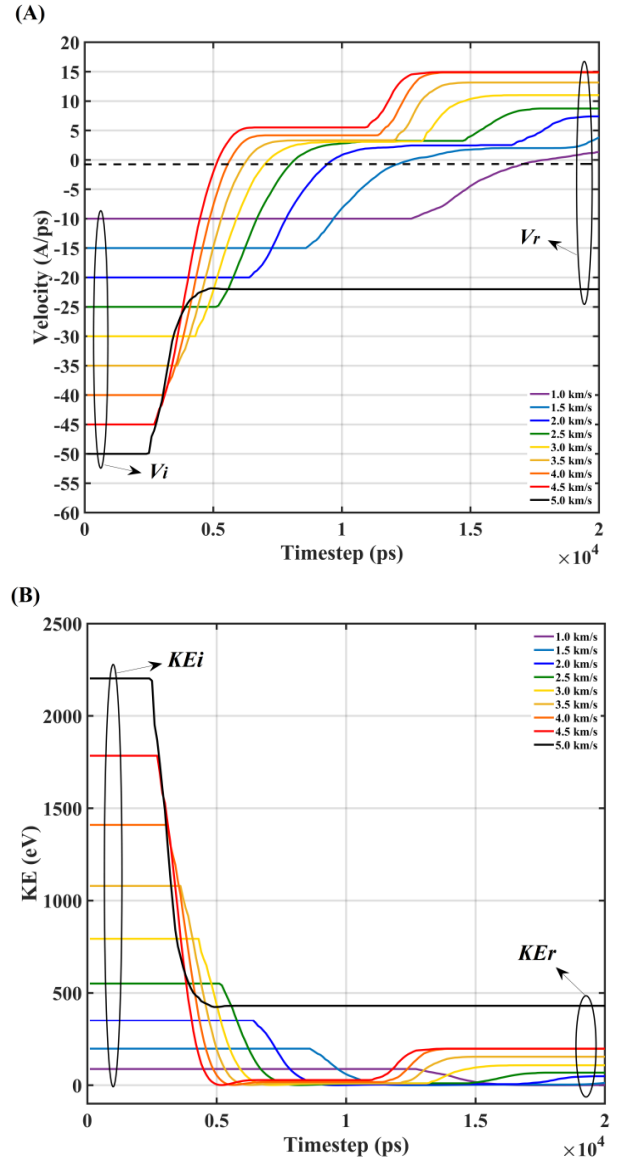 (A)
20
15
10
5
0
-5
-10
-15
-20
-25
-30
-35
-40
-45
-50
-55
-60
Velocity (A/ps)
Vr
Vi
1.0 km/s
1.5 km/s
2.0 km/s
2.5 km/s
3.0 km/s
3.5 km/s
4.0 km/s
4.5 km/s
5.0 km/s
0 0.5 1 1.5 2
Timestep (ps) ×10⁴
(B)
2500
2000
1500
1000
500
0
KE (eV)
KEi
1.0 km/s
1.5 km/s
2.0 km/s
2.5 km/s
3.0 km/s
3.5 km/s
4.0 km/s
4.5 km/s
5.0 km/s
KEr
0 0.5 1 1.5 2
Timestep (ps) ×10⁴